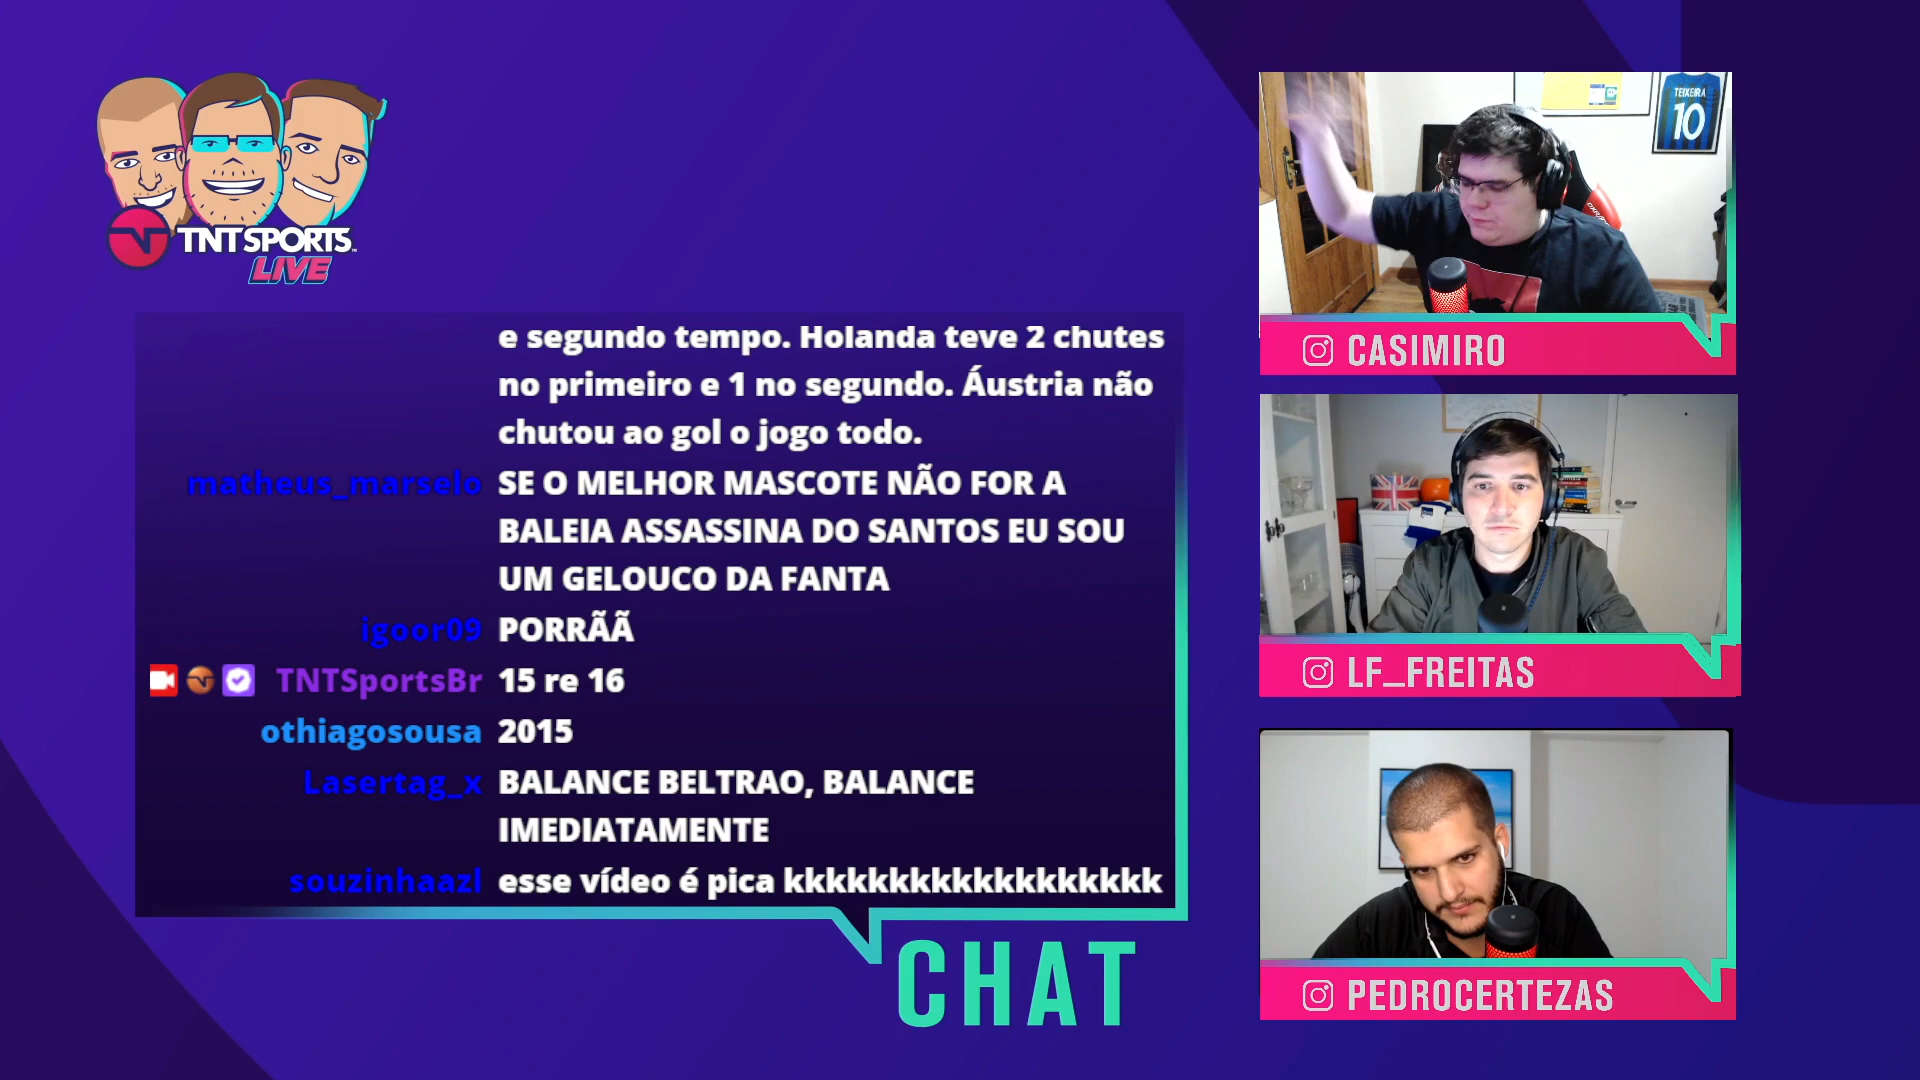 TNT SPORTS
LIVE
e segundo tempo. Holanda teve 2 chutes
no primeiro e 1 no segundo. Áustria não
chutou ao gol o jogo todo.
matheus_marselo SE O MELHOR MASCOTE NÃO FOR A
BALEIA ASSASSINA DO SANTOS EU SOU
UM GELOUCO DA FANTA
igoor09 PORRÃÃ
TNTSportsBr 15 re 16
othiagosousa 2015
Lasertag_x BALANCE BELTRAO, BALANCE
IMEDIATAMENTE
souzinhaazl esse vídeo é pica kkkkkkkkkkkkkkkkkk
CHAT
TEIXEIRA
10
CASIMIRO
LF_FREITAS
PEDROCERTEZAS